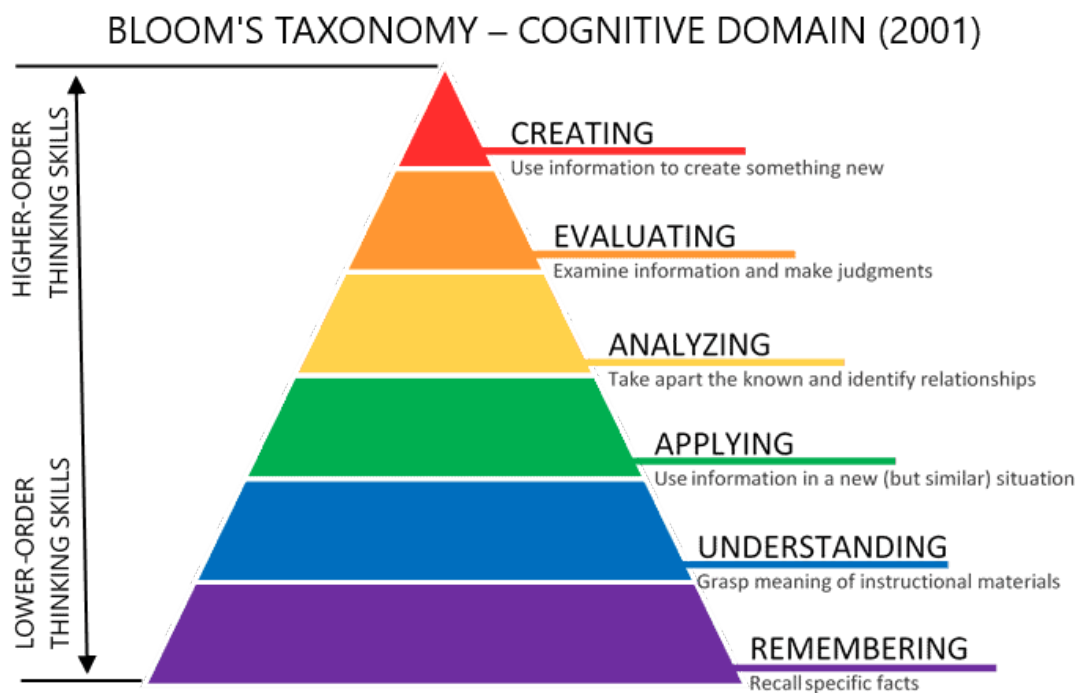 BLOOM'S TAXONOMY – COGNITIVE DOMAIN (2001)
HIGHER-ORDER
THINKING SKILLS
LOWER-ORDER
THINKING SKILLS
CREATING
Use information to create something new
EVALUATING
Examine information and make judgments
ANALYZING
Take apart the known and identify relationships
APPLYING
Use information in a new (but similar) situation
UNDERSTANDING
Grasp meaning of instructional materials
REMEMBERING
Recall specific facts